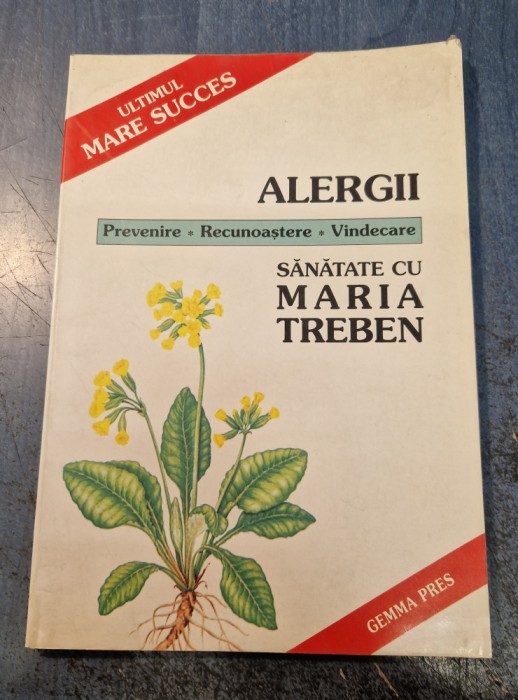 ULTIMUL
MARE SUCCES
ALERGII
Prevenire * Recunoaștere * Vindecare
SĂNĂTATE CU
MARIA
TREBEN
GEMMA PRES